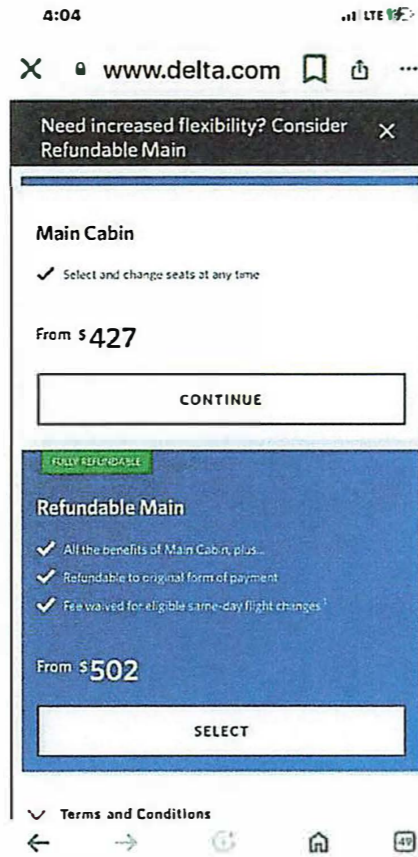 4:04
LTE
www.delta.com
Need increased flexibility? Consider
Refundable Main
Main Cabin
Select and change seats at any time
From $427
CONTINUE
FULLY REFUNDABLE
Refundable Main
All the benefits of Main Cabin, plus...
Refundable to original form of payment
Fee waived for eligible same-day flight changes
From $502
SELECT
Terms and Conditions
49